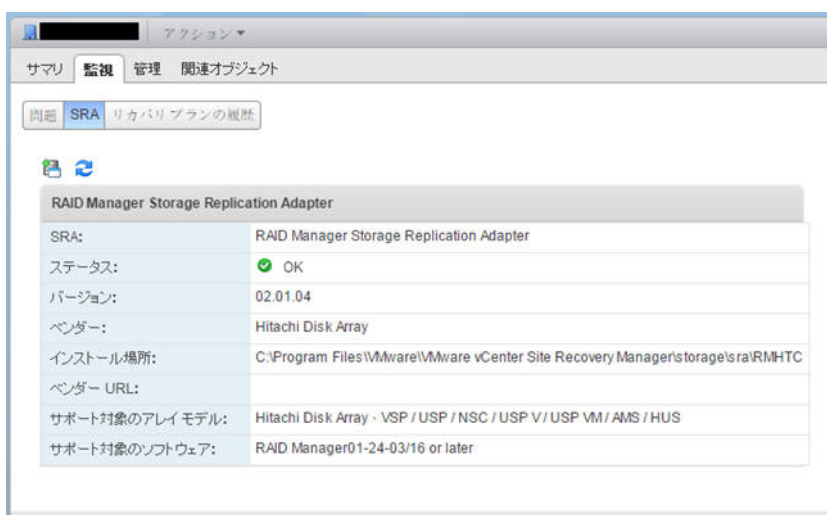 アクション
サマリ 監視 管理 関連オブジェクト
問題 SRA リカバリプランの履歴
RAID Manager Storage Replication Adapter
SRA: RAID Manager Storage Replication Adapter
ステータス: OK
バージョン: 02.01.04
ベンダー: Hitachi Disk Array
インストール場所: C:\Program Files\VMware\VMware vCenter Site Recovery Manager\storage\sra\RMHTC
ベンダー URL:
サポート対象のアレイ モデル: Hitachi Disk Array、VSP / USP / NSC / USP V / USP VM / AMS / HUS
サポート対象のソフトウェア: RAID Manager01-24-03/16 or later